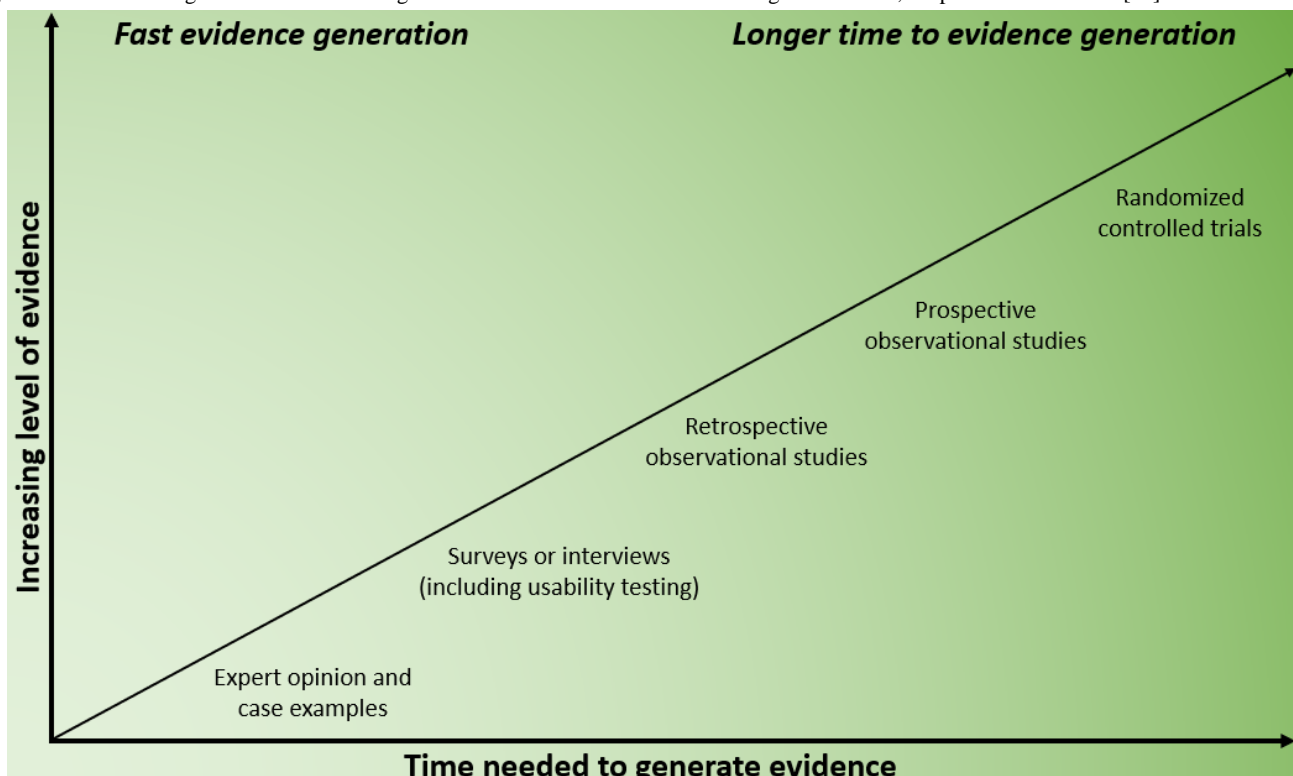 Fast evidence generation
Longer time to evidence generation
Increasing level of evidence
Randomized
controlled trials
Prospective
observational studies
Retrospective
observational studies
Surveys or interviews
(including usability testing)
Expert opinion and
case examples
Time needed to generate evidence